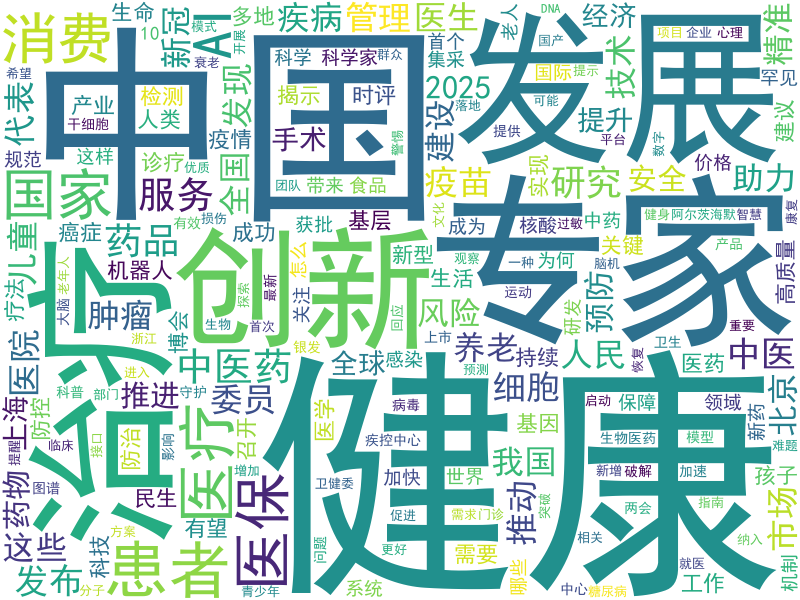 消费
生命
10
多地
疾病
管理
医生
经济
DNA
国产
项目
企业
心理
精准
新冠
AI
模式
开展
科学
科学家
群众
首个
集采
老人
国际
提示
技术
罕见
希望
衰老
发现
揭示
时评
2025
落地
可能
代表
产业
检测
干细胞
人类
中国
发展
警惕
建设
提供
平台
提升
数字
建议
规范
这样
诊疗
疫情
手术
团队
带来
食品
优质
国家
服务
全国
有效
损伤
获批
基层
疫苗
文化
实现
研究
安全
价格
助力
康复
儿童
癌症
药品
成功
成为
核酸
过敏
中药
健身
阿尔茨海默
智慧
专家
关键
产品
高质量
疗法
大脑
老年人
机器人
创新
治疗
探索
最新
怎么
关注
新型
生活
观察
一种
为何
脑机
运动
研发
预防
肿瘤
生物
首次
回应
风险
上市
卫生
重要
医院
浙江
博会
银发
中医药
全球
感染
养老
持续
人民
恢复
医药
中医
预测
上海
防控
科普
进入
部门
守护
推进
委员
细胞
启动
保障
领域
北京
提醒
临床
接口
防治
影响
医疗
召开
医学
病毒
基因
疾控中心
生物医药
模型
新药
难题
这些
药物
图谱
民生
增加
医保
卫健委
加快
世界
我国
新增
破解
加速
孩子
市场
科技
有望
促进
需求
门诊
突破
推动
两会
指南
发布
患者
方案
分子
问题
更好
需要
哪些
相关
就医
纳入
机制
青少年
系统
健康
中心
糖尿病
工作